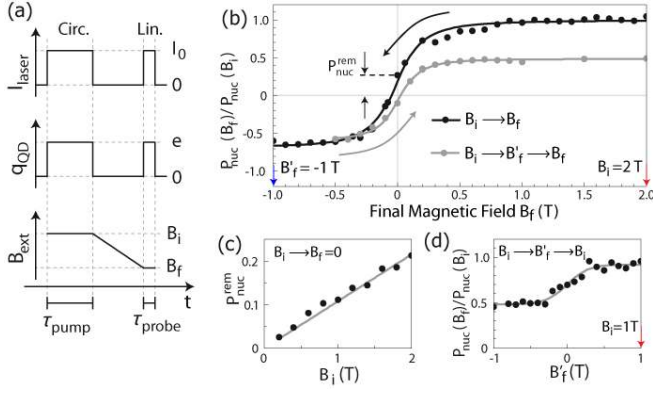 (a)
Circ. Lin.
I_laser
I_0
0
q_QD
e
0
B_ext
B_i
B_f
t
τ_pump τ_probe
(b)
P_nuc(B_f)/P_nuc(B_i)
1.0
0.5
0
-0.5
-1.0
P^rem_nuc
B_i → B_f
B_i → B'_f → B_f
B'_f = -1 T
B_i = 2 T
-1.0 -0.5 0 0.5 1.0 1.5 2.0
Final Magnetic Field B_f (T)
(c)
B_i → B_f=0
P^rem_nuc
0.2
0.1
0
0 1 2
B_i (T)
(d)
B_i → B'_f → B_i
P_nuc(B_f)/P_nuc(B_i)
1.0
0.5
0
B_i=1T
-1 0 1
B'_f (T)